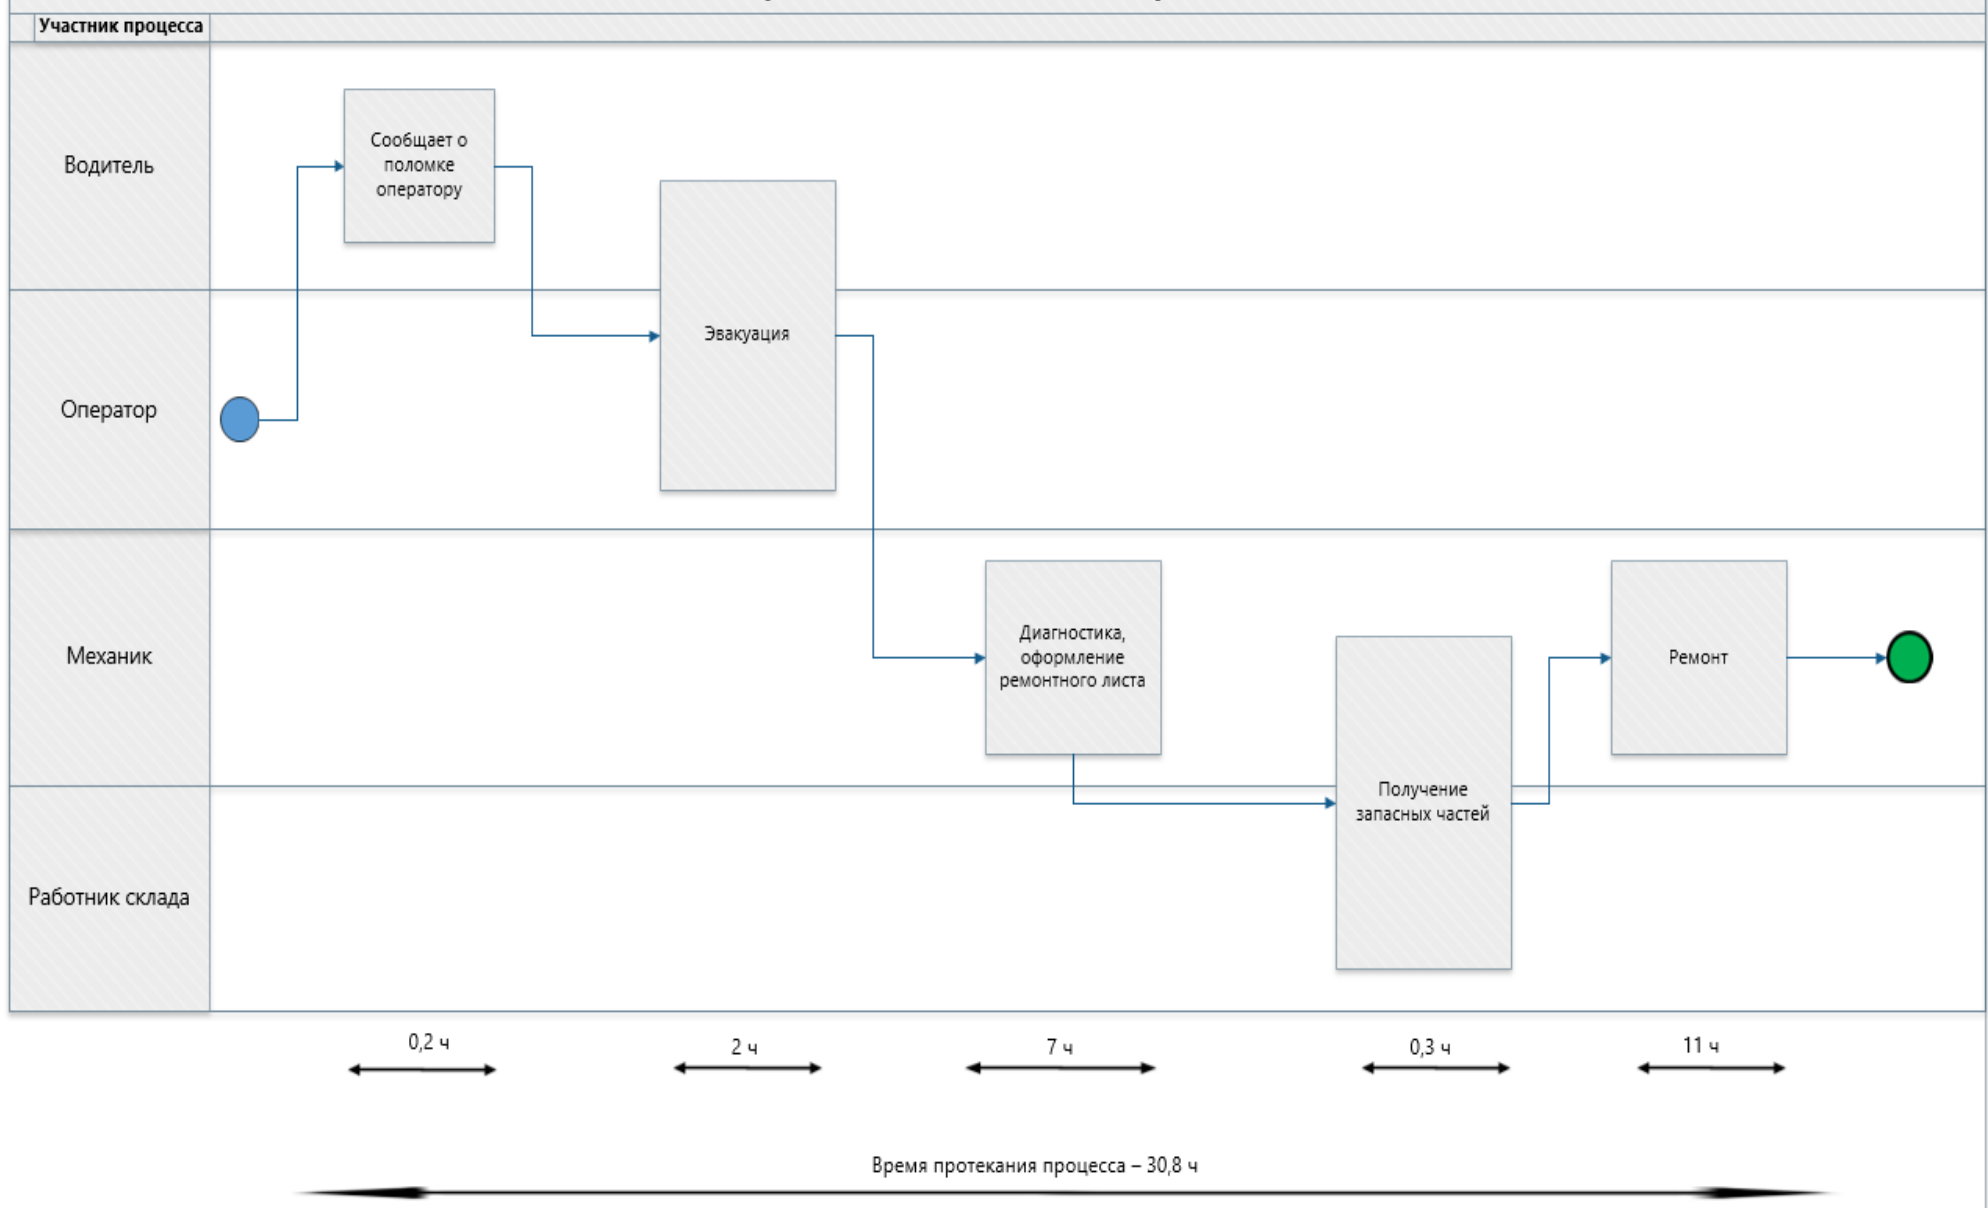 Участник процесса
Водитель
Сообщает о
поломке
оператору
Эвакуация
Оператор
Механик
Диагностика,
оформление
ремонтного листа
Ремонт
Получение
запасных частей
Работник склада
0,2 ч
2 ч
7 ч
0,3 ч
11 ч
Время протекания процесса – 30,8 ч